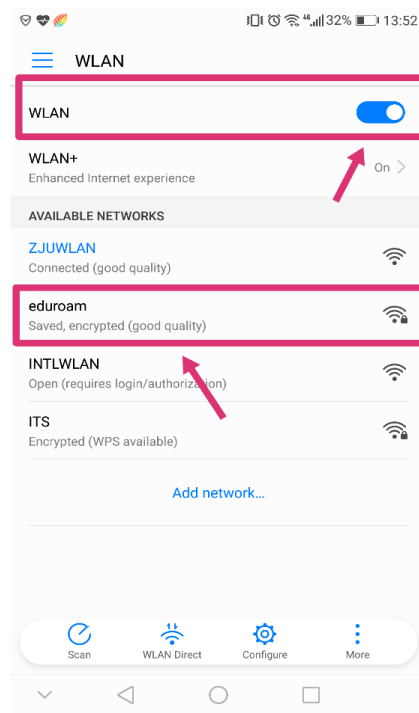 32% 13:52
WLAN
WLAN
WLAN+
Enhanced Internet experience
On
AVAILABLE NETWORKS
ZJUWLAN
Connected (good quality)
eduroam
Saved, encrypted (good quality)
INTLWLAN
Open (requires login/authorization)
ITS
Encrypted (WPS available)
Add network...
Scan WLAN Direct Configure More